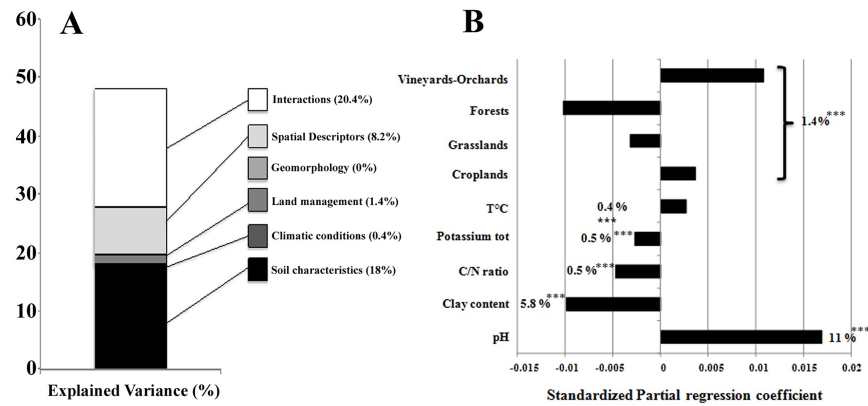 A
60
50
40
30
20
10
0
Interactions (20.4%)
Spatial Descriptors (8.2%)
Geomorphology (0%)
Land management (1.4%)
Climatic conditions (0.4%)
Soil characteristics (18%)
Explained Variance (%)
B
Vineyards-Orchards
Forests
Grasslands
Croplands
1.4%***
T°C
0.4 %
***
Potassium tot
0.5 %***
C/N ratio
0.5 %***
Clay content
5.8 %***
pH
11 %***
-0.015 -0.01 -0.005 0 0.005 0.01 0.015 0.02
Standardized Partial regression coefficient